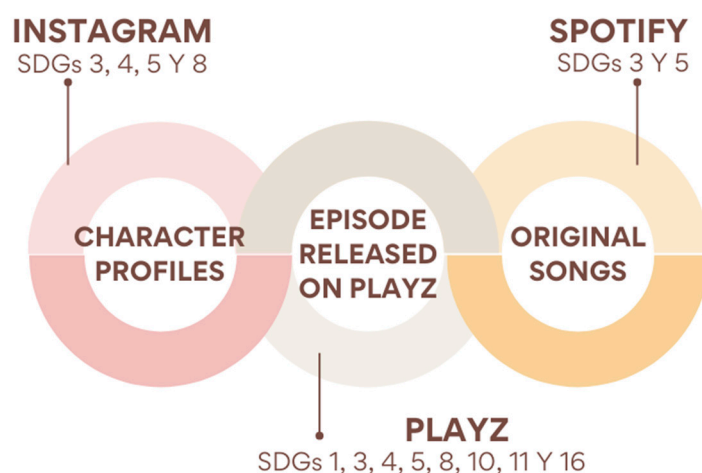 INSTAGRAM
SDGs 3, 4, 5 Y 8
SPOTIFY
SDGs 3 Y 5
CHARACTER
PROFILES
EPISODE
RELEASED
ON PLAYZ
ORIGINAL
SONGS
PLAYZ
SDGs 1, 3, 4, 5, 8, 10, 11 Y 16